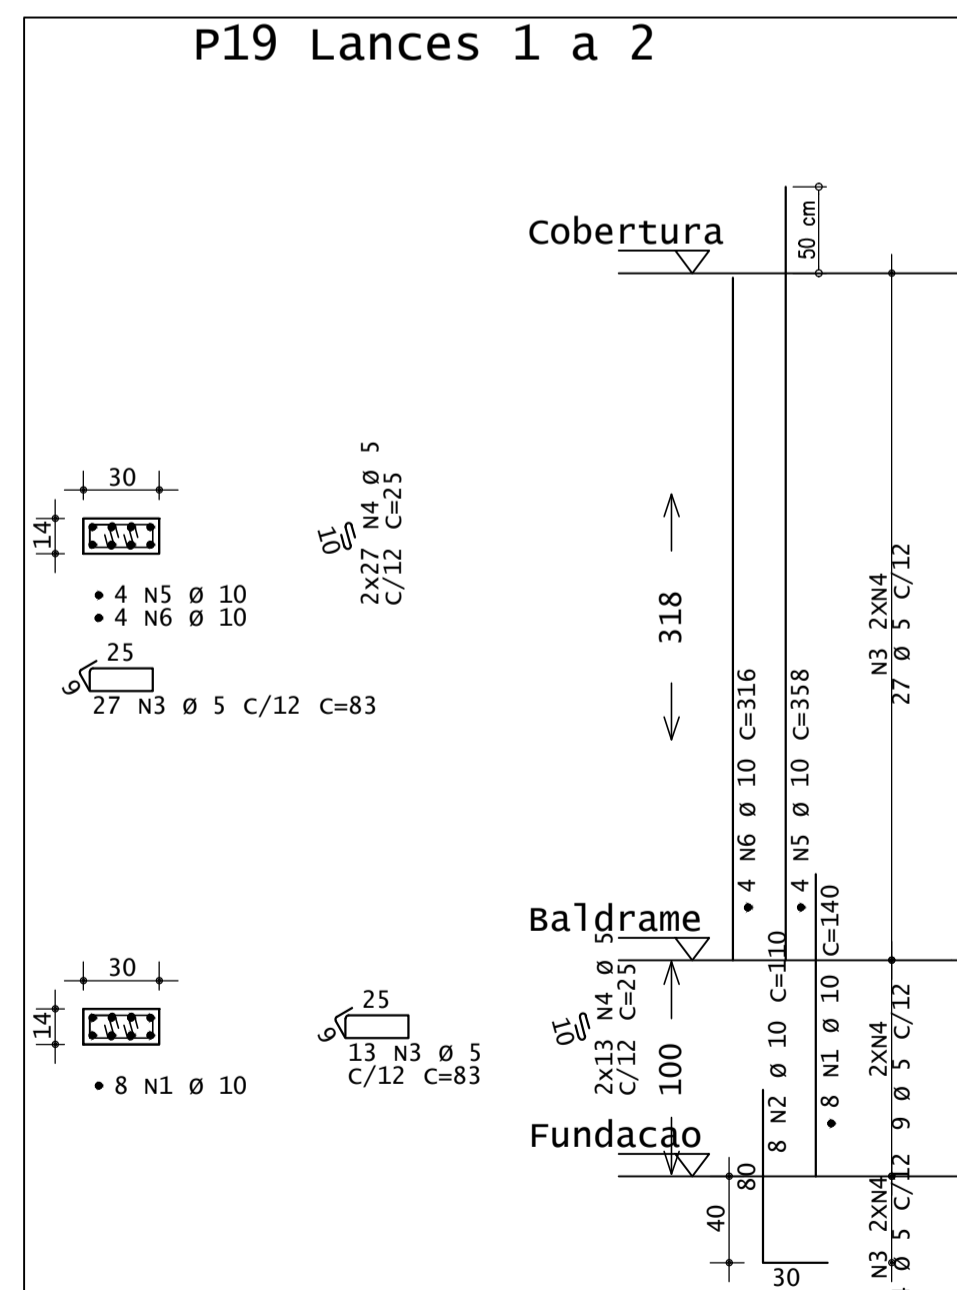 P19 Lances 1 a 2
Cobertura
50 cm
30
14
• 4 N5 Ø 10
• 4 N6 Ø 10
25
9
27 N3 Ø 5 C/12 C=83
10
2x27 N4 Ø 5
C/12 C=25
318
• 4 N6 Ø 10 C=316
• 4 N5 Ø 10 C=358
N3 2XN4
27 Ø 5 C/12
Baldrame
30
14
• 8 N1 Ø 10
25
9
13 N3 Ø 5
C/12 C=83
10
2x13 N4 Ø 5
C/12 C=25
100
8 N2 Ø 10 C=110
• 8 N1 Ø 10 C=140
2XN4
9 Ø 5 C/12
Fundacao
80
40
30
N3 2XN4
Ø 5 C/12